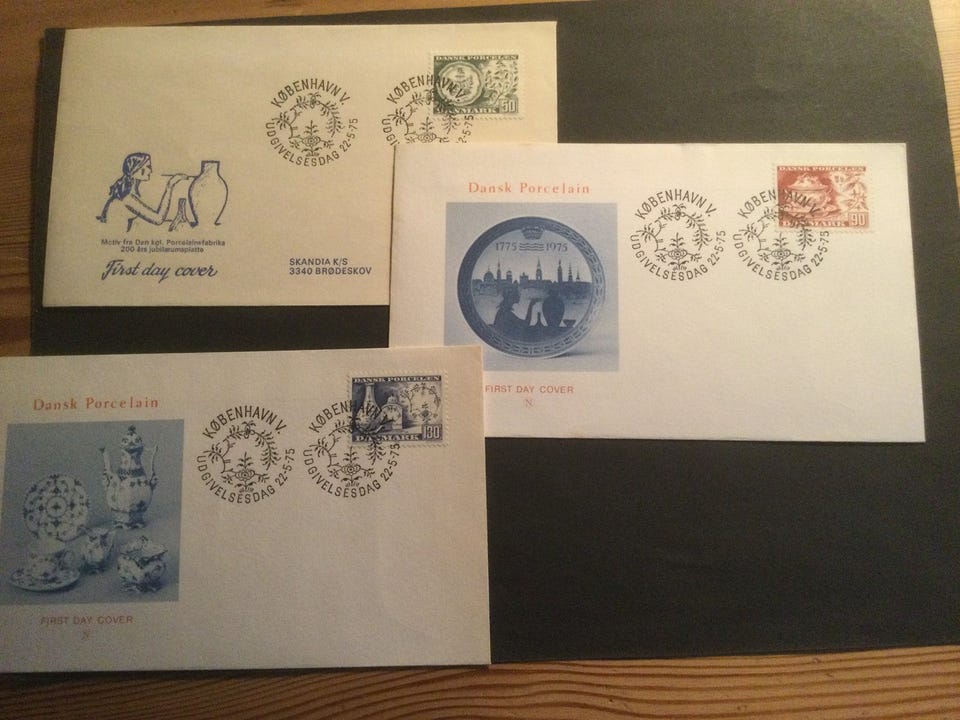 KØBENHAVN V.
UDGIVELSESDAG 22-5-75
KØBENHAVN V.
UDGIVELSESDAG 22-5-75
DANSK PORCELÆN
DANMARK 50
Motiv fra Den kgl. Porcelainsfabriks
200 års jubilæumsplatte
First day cover
SKANDIA K/S
3340 BRØDESKOV
Dansk Porcelain
1775 1975
FIRST DAY COVER
N
KØBENHAVN V.
UDGIVELSESDAG 22-5-75
KØBENHAVN V.
UDGIVELSESDAG 22-5-75
DANSK PORCELÆN
90
Dansk Porcelain
FIRST DAY COVER
N
KØBENHAVN V.
UDGIVELSESDAG 22-5-75
KØBENHAVN V.
UDGIVELSESDAG 22-5-75
DANSK PORCELÆN
DANMARK 130